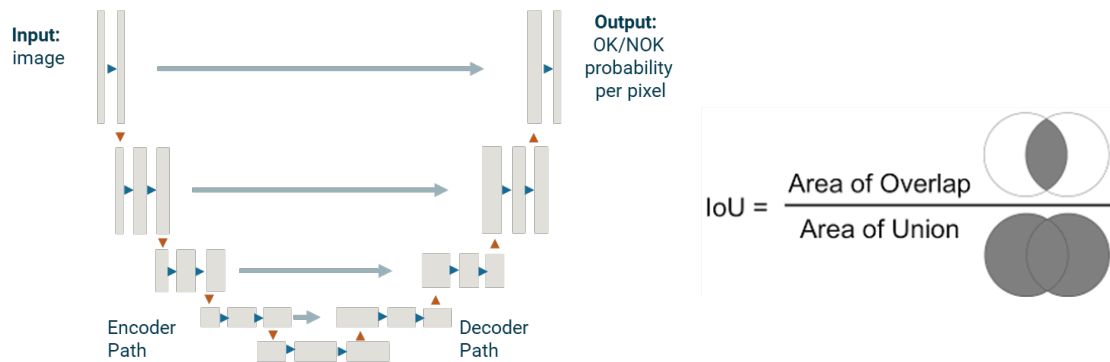 Input:
image
Output:
OK/NOK
probability
per pixel
Encoder
Path
Decoder
Path
IoU =
Area of Overlap
Area of Union